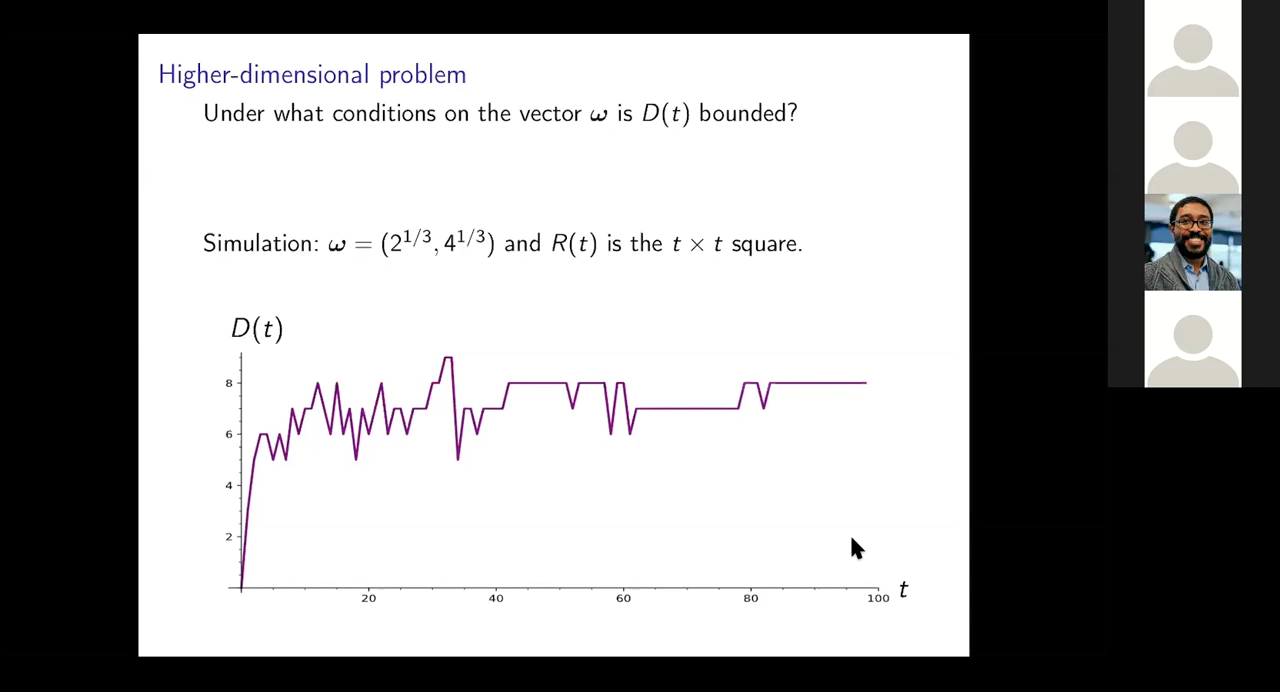 Higher-dimensional problem
Under what conditions on the vector ω is D(t) bounded?
Simulation: ω = (2^{1/3}, 4^{1/3}) and R(t) is the t × t square.
D(t)
8
6
4
2
20 40 60 80 100 t